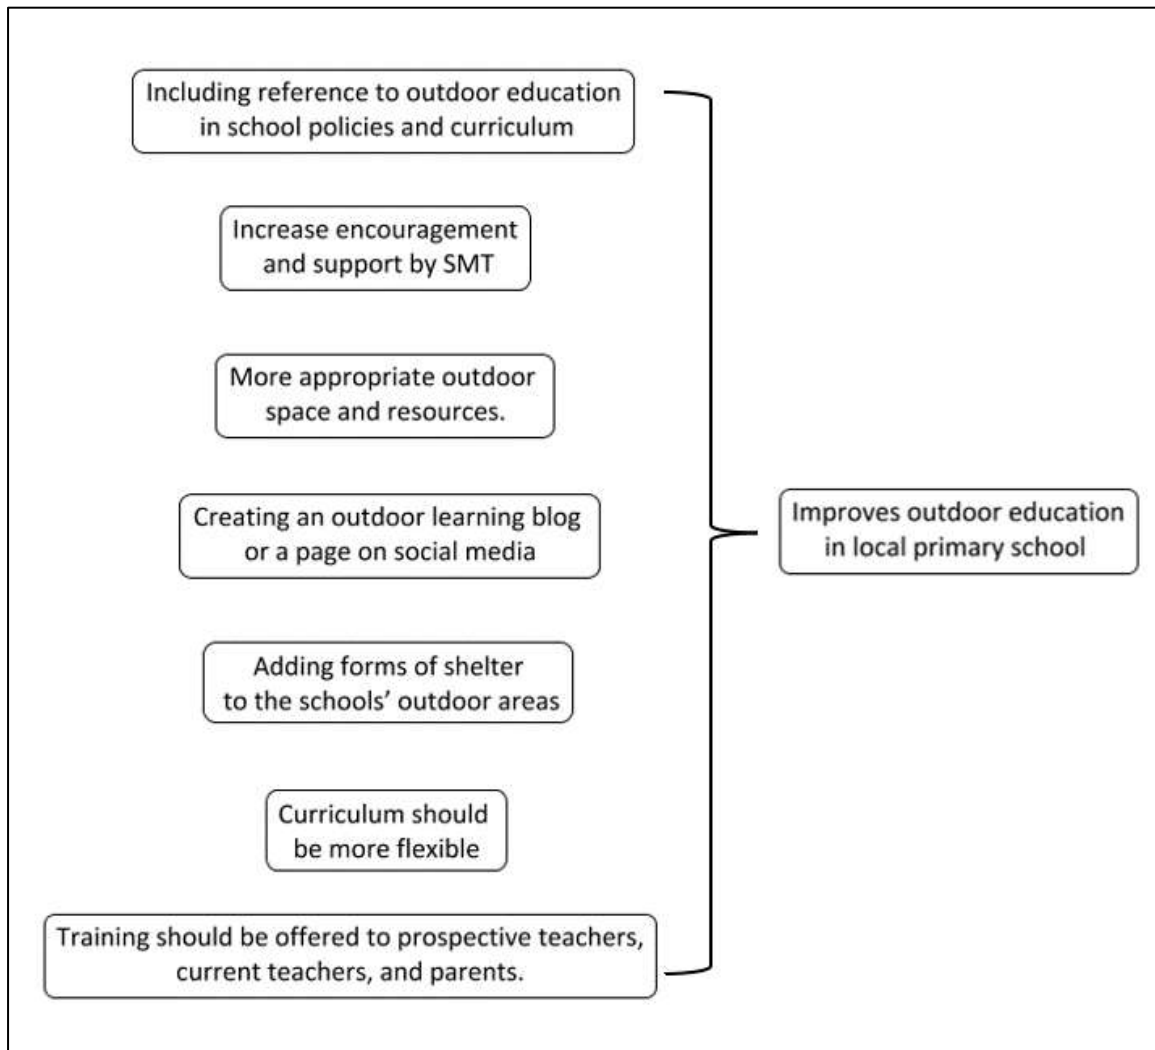 Including reference to outdoor education
in school policies and curriculum
Increase encouragement
and support by SMT
More appropriate outdoor
space and resources.
Creating an outdoor learning blog
or a page on social media
Adding forms of shelter
to the schools’ outdoor areas
Curriculum should
be more flexible
Training should be offered to prospective teachers,
current teachers, and parents.
Improves outdoor education
in local primary school